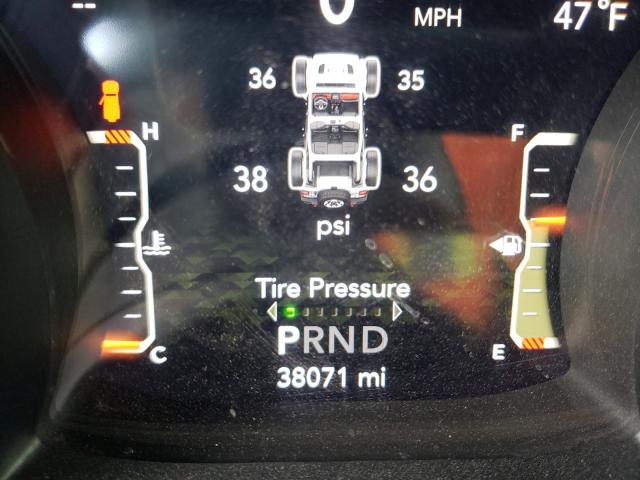 --
0 MPH 47°F
36 35
H F
38 36
psi
Tire Pressure
PRND
C E
38071 mi